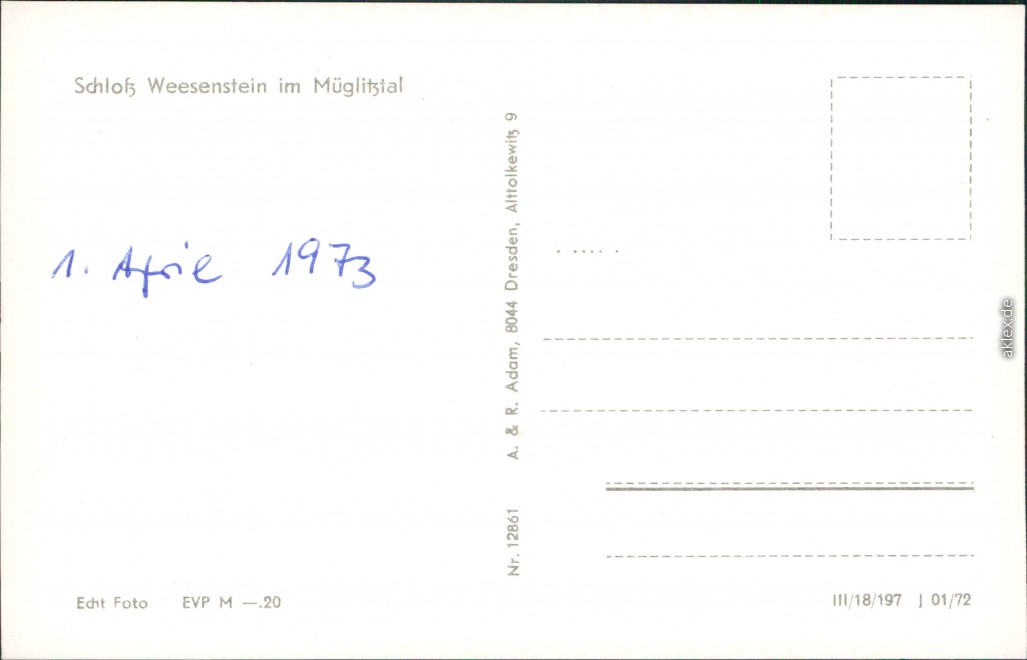 Schloß Weesenstein im Müglitztal
1. April 1973
Nr. 12861 A. & R. Adam, 8044 Dresden, Alttolkewitz 9
Echt Foto EVP M —.20
III/18/197 J 01/72
aklex.de